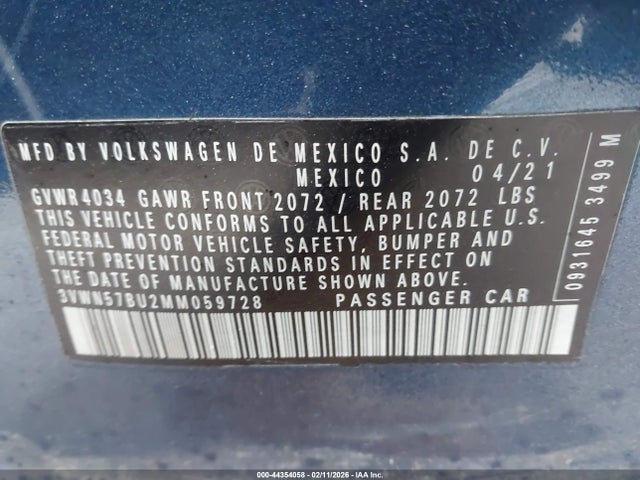 MFD BY VOLKSWAGEN DE MEXICO S.A. DE C.V.
MEXICO 04/21
GVWR 4034 GAWR FRONT 2072 / REAR 2072 LBS
THIS VEHICLE CONFORMS TO ALL APPLICABLE U.S.
FEDERAL MOTOR VEHICLE SAFETY, BUMPER AND
THEFT PREVENTION STANDARDS IN EFFECT ON
THE DATE OF MANUFACTURE SHOWN ABOVE.
3VWN57BU2MM059728 PASSENGER CAR
0931645 3499 M
000-44354058 - 02/11/2026 - IAA Inc.